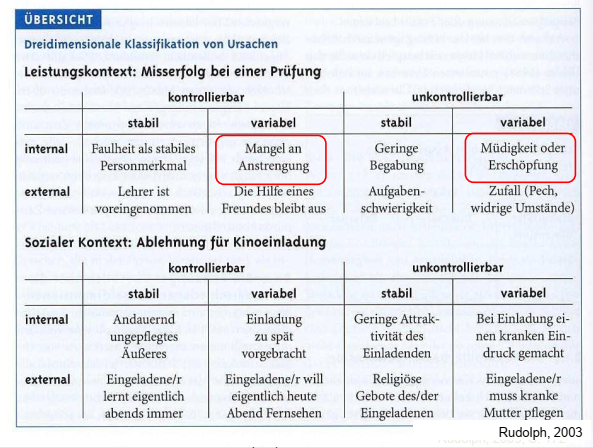 ÜBERSICHT
Dreidimensionale Klassifikation von Ursachen
Leistungskontext: Misserfolg bei einer Prüfung
kontrollierbar unkontrollierbar
stabil variabel stabil variabel
internal Faulheit als stabiles Mangel an Geringe Müdigkeit oder
Personmerkmal Anstrengung Begabung Erschöpfung
external Lehrer ist Die Hilfe eines Aufgaben- Zufall (Pech,
voreingenommen Freundes bleibt aus schwierigkeit widrige Umstände)
Sozialer Kontext: Ablehnung für Kinoeinladung
kontrollierbar unkontrollierbar
stabil variabel stabil variabel
internal Andauernd Einladung Geringe Attrak- Bei Einladung ei-
ungepflegtes zu spät tivität des nen kranken Ein-
Äußeres vorgebracht Einladenden druck gemacht
external Eingeladene/r Eingeladene/r will Religiöse Eingeladene/r
lernt eigentlich eigentlich heute Gebote des/der muss kranke
abends immer Abend Fernsehen Eingeladenen Mutter pflegen
Rudolph, 2003